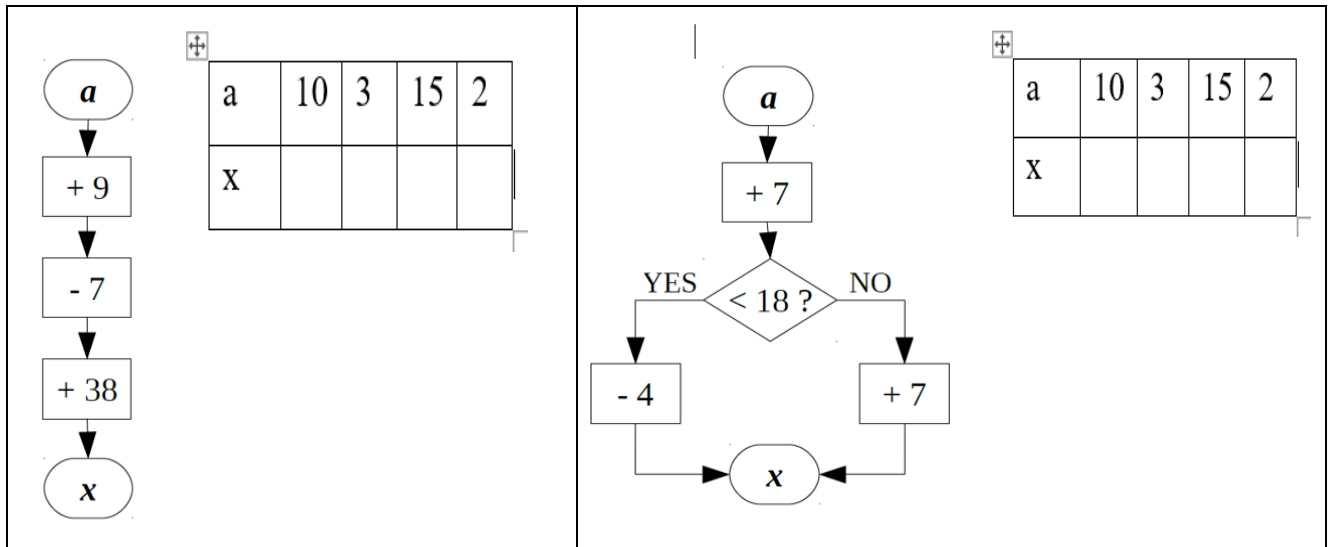 a
+ 9
- 7
+ 38
x
a 10 3 15 2
x
a
+ 7
YES < 18 ? NO
- 4 + 7
x
a 10 3 15 2
x